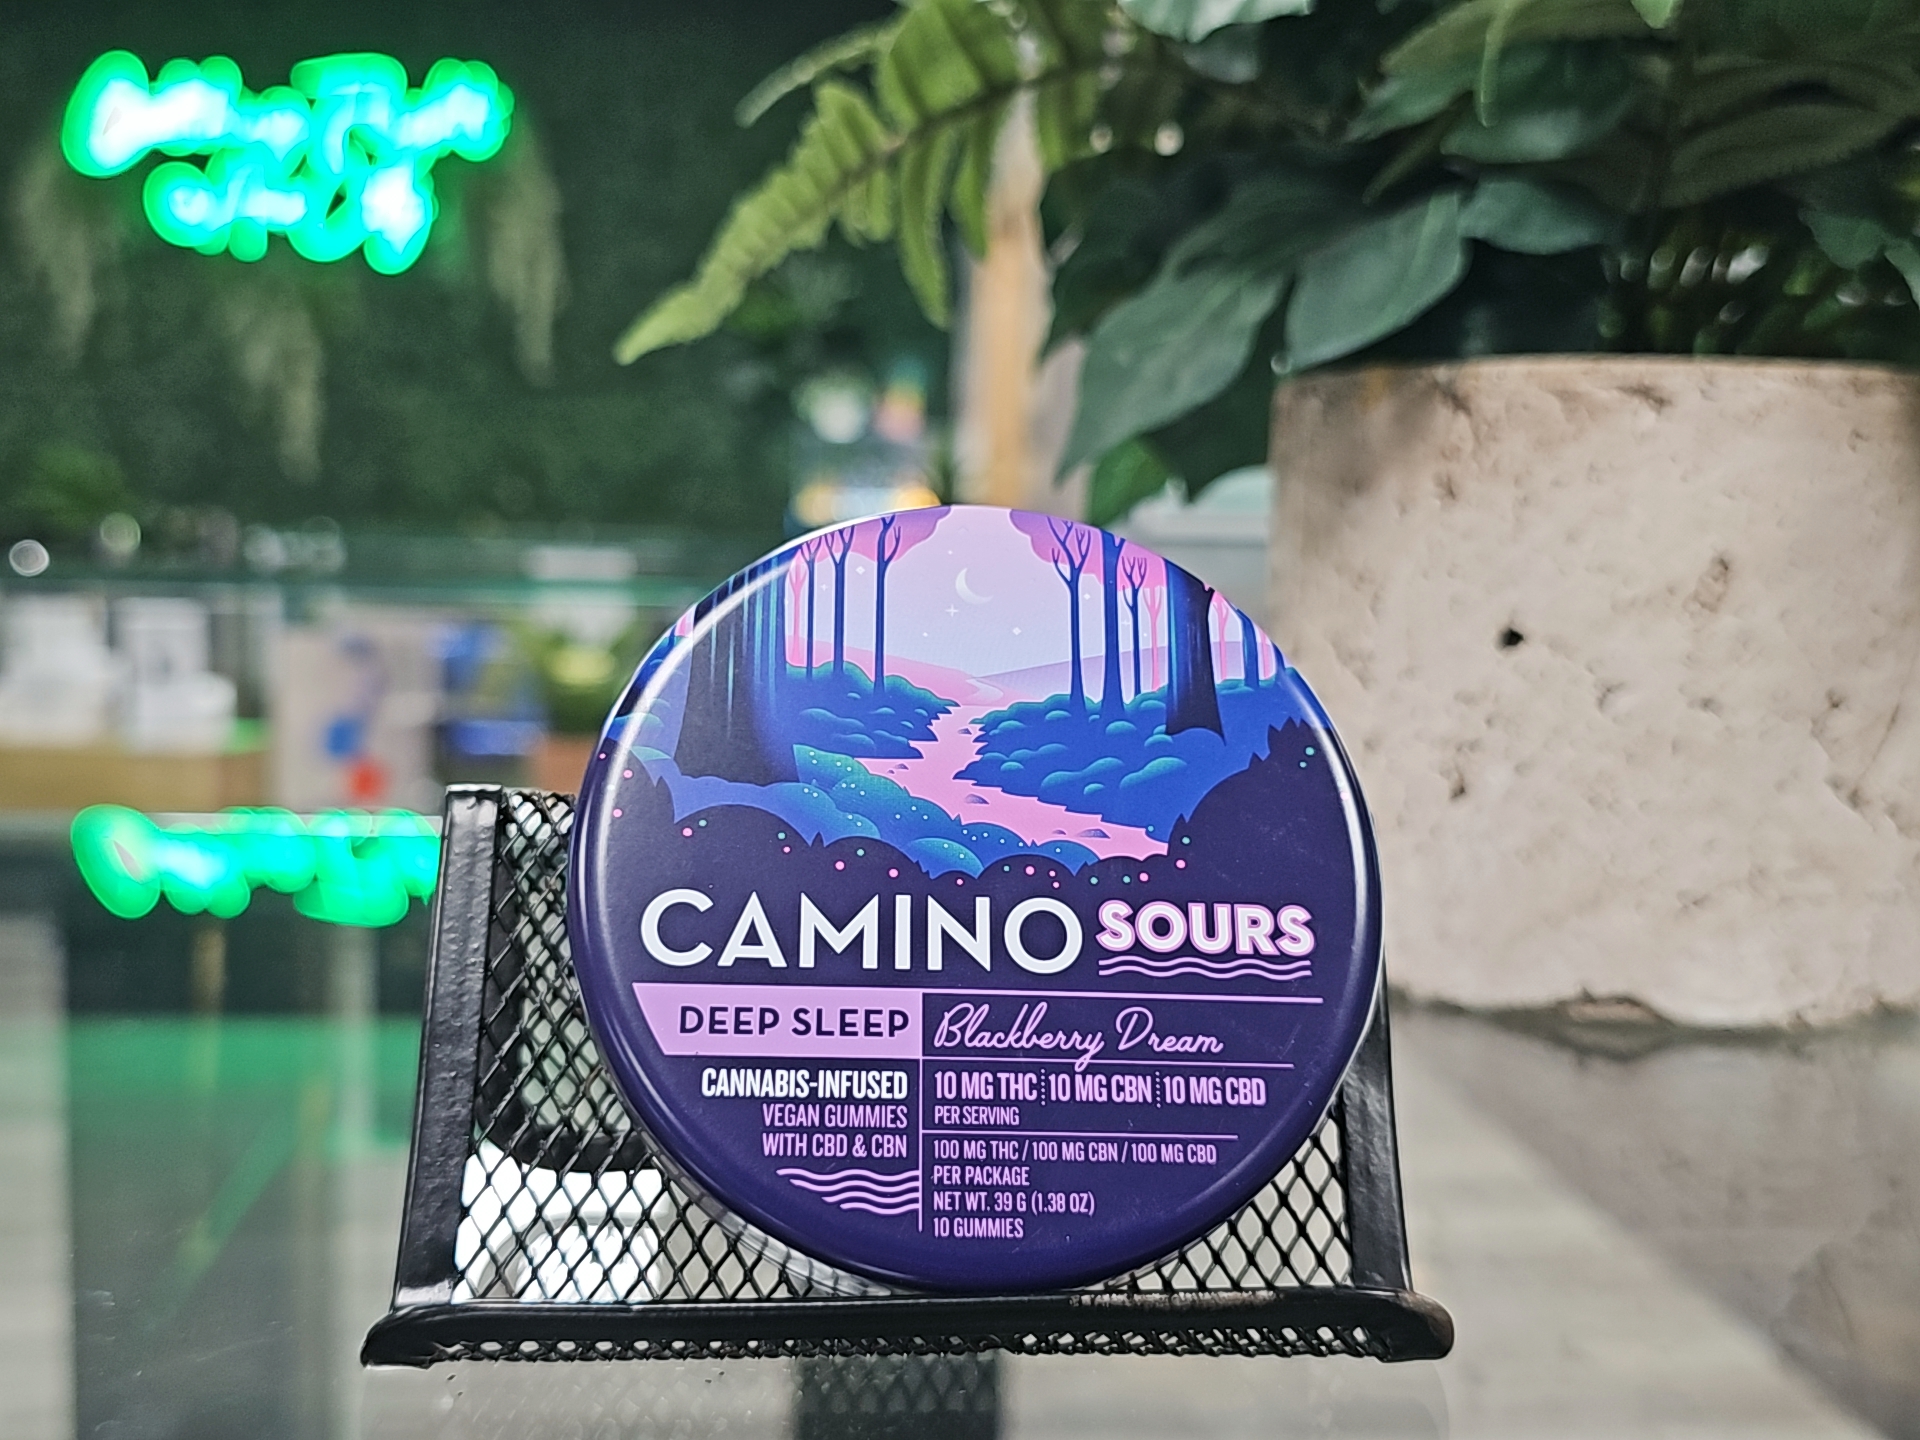 CAMINO SOURS
DEEP SLEEP
Blackberry Dream
CANNABIS-INFUSED
VEGAN GUMMIES
WITH CBD & CBN
10 MG THC 10 MG CBN 10 MG CBD
PER SERVING
100 MG THC / 100 MG CBN / 100 MG CBD
PER PACKAGE
NET WT. 39 G (1.38 OZ)
10 GUMMIES